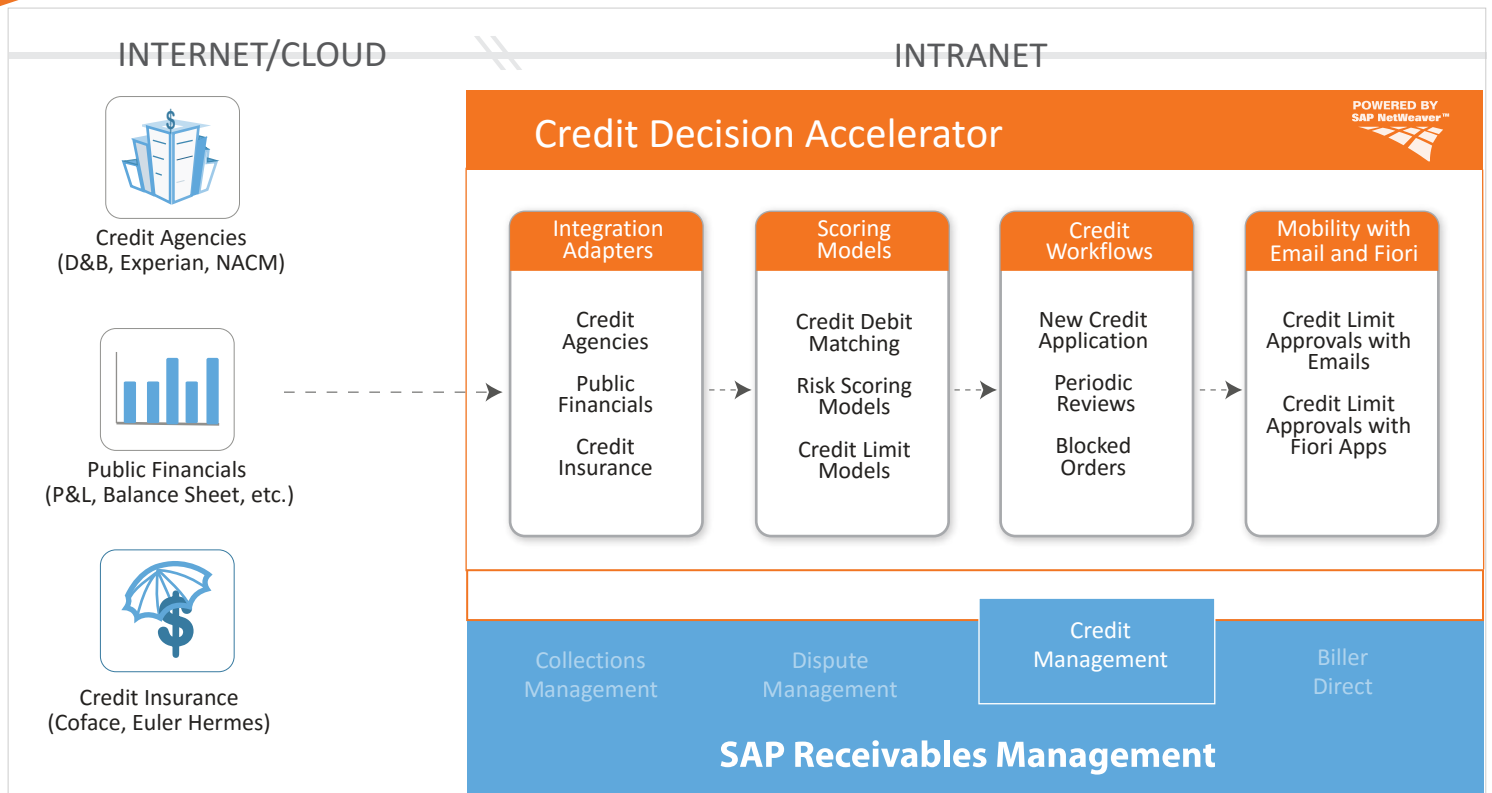 INTERNET/CLOUD
INTRANET
$
Credit Agencies
(D&B, Experian, NACM)
Public Financials
(P&L, Balance Sheet, etc.)
$
Credit Insurance
(Coface, Euler Hermes)
Credit Decision Accelerator
POWERED BY
SAP NetWeaver™
Integration
Adapters
Credit
Agencies
Public
Financials
Credit
Insurance
Scoring
Models
Credit Debit
Matching
Risk Scoring
Models
Credit Limit
Models
Credit
Workflows
New Credit
Application
Periodic
Reviews
Blocked
Orders
Mobility with
Email and Fiori
Credit Limit
Approvals with
Emails
Credit Limit
Approvals with
Fiori Apps
Collections
Management
Dispute
Management
Credit
Management
Biller
Direct
SAP Receivables Management